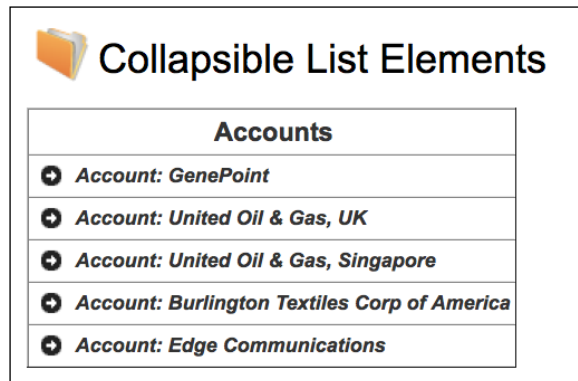 Collapsible List Elements
Accounts
Account: GenePoint
Account: United Oil & Gas, UK
Account: United Oil & Gas, Singapore
Account: Burlington Textiles Corp of America
Account: Edge Communications